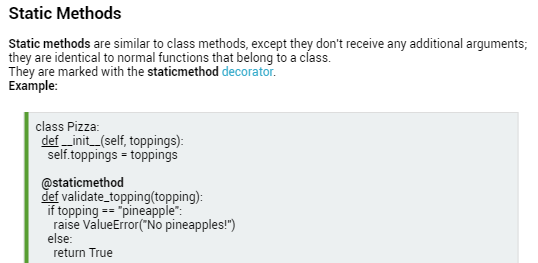 Static Methods
Static methods are similar to class methods, except they don't receive any additional arguments;
they are identical to normal functions that belong to a class.
They are marked with the staticmethod decorator.
Example:
class Pizza:
  def __init__(self, toppings):
    self.toppings = toppings

  @staticmethod
  def validate_topping(topping):
    if topping == "pineapple":
      raise ValueError("No pineapples!")
    else:
      return True